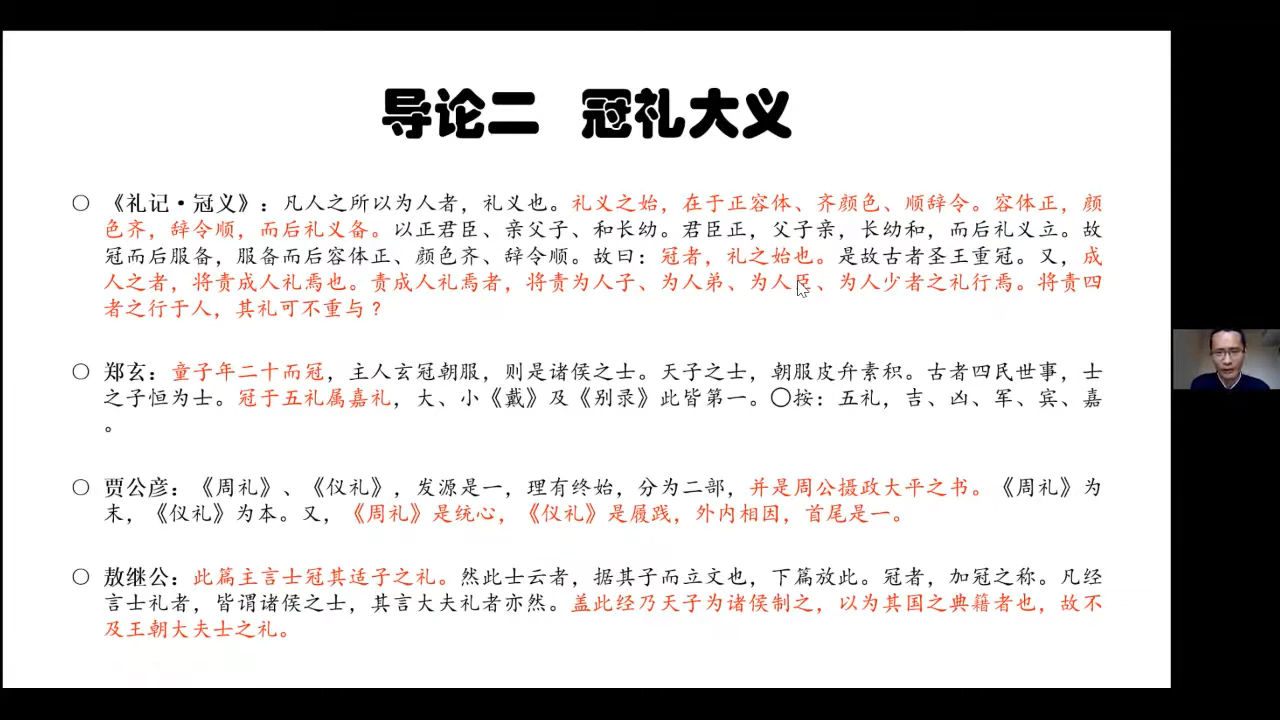 导论二 冠礼大义
○ 《礼记·冠义》：凡人之所以为人者，礼义也。礼义之始，在于正容体、齐颜色、顺辞令。容体正，颜
色齐，辞令顺，而后礼义备。以正君臣、亲父子、和长幼。君臣正，父子亲，长幼和，而后礼义立。故
冠而后服备，服备而后容体正、颜色齐、辞令顺。故曰：冠者，礼之始也。是故古者圣王重冠。又，成
人之者，将责成人礼焉也。责成人礼焉者，将责为人子、为人弟、为人臣、为人少者之礼行焉。将责四
者之行于人，其礼可不重与？
○ 郑玄：童子年二十而冠，主人玄冠朝服，则是诸侯之士。天子之士，朝服皮弁素积。古者四民世事，士
之子恒为士。冠于五礼属嘉礼，大、小《戴》及《别录》此皆第一。〇按：五礼，吉、凶、军、宾、嘉
。
○ 贾公彦：《周礼》、《仪礼》，发源是一，理有终始，分为二部，并是周公摄政大平之书。《周礼》为
末，《仪礼》为本。又，《周礼》是统心，《仪礼》是履践，外内相因，首尾是一。
○ 敖继公：此篇主言士冠其适子之礼。然此士云者，据其子而立文也，下篇放此。冠者，加冠之称。凡经
言士礼者，皆谓诸侯之士，其言大夫礼者亦然。盖此经乃天子为诸侯制之，以为其国之典籍者也，故不
及王朝大夫士之礼。